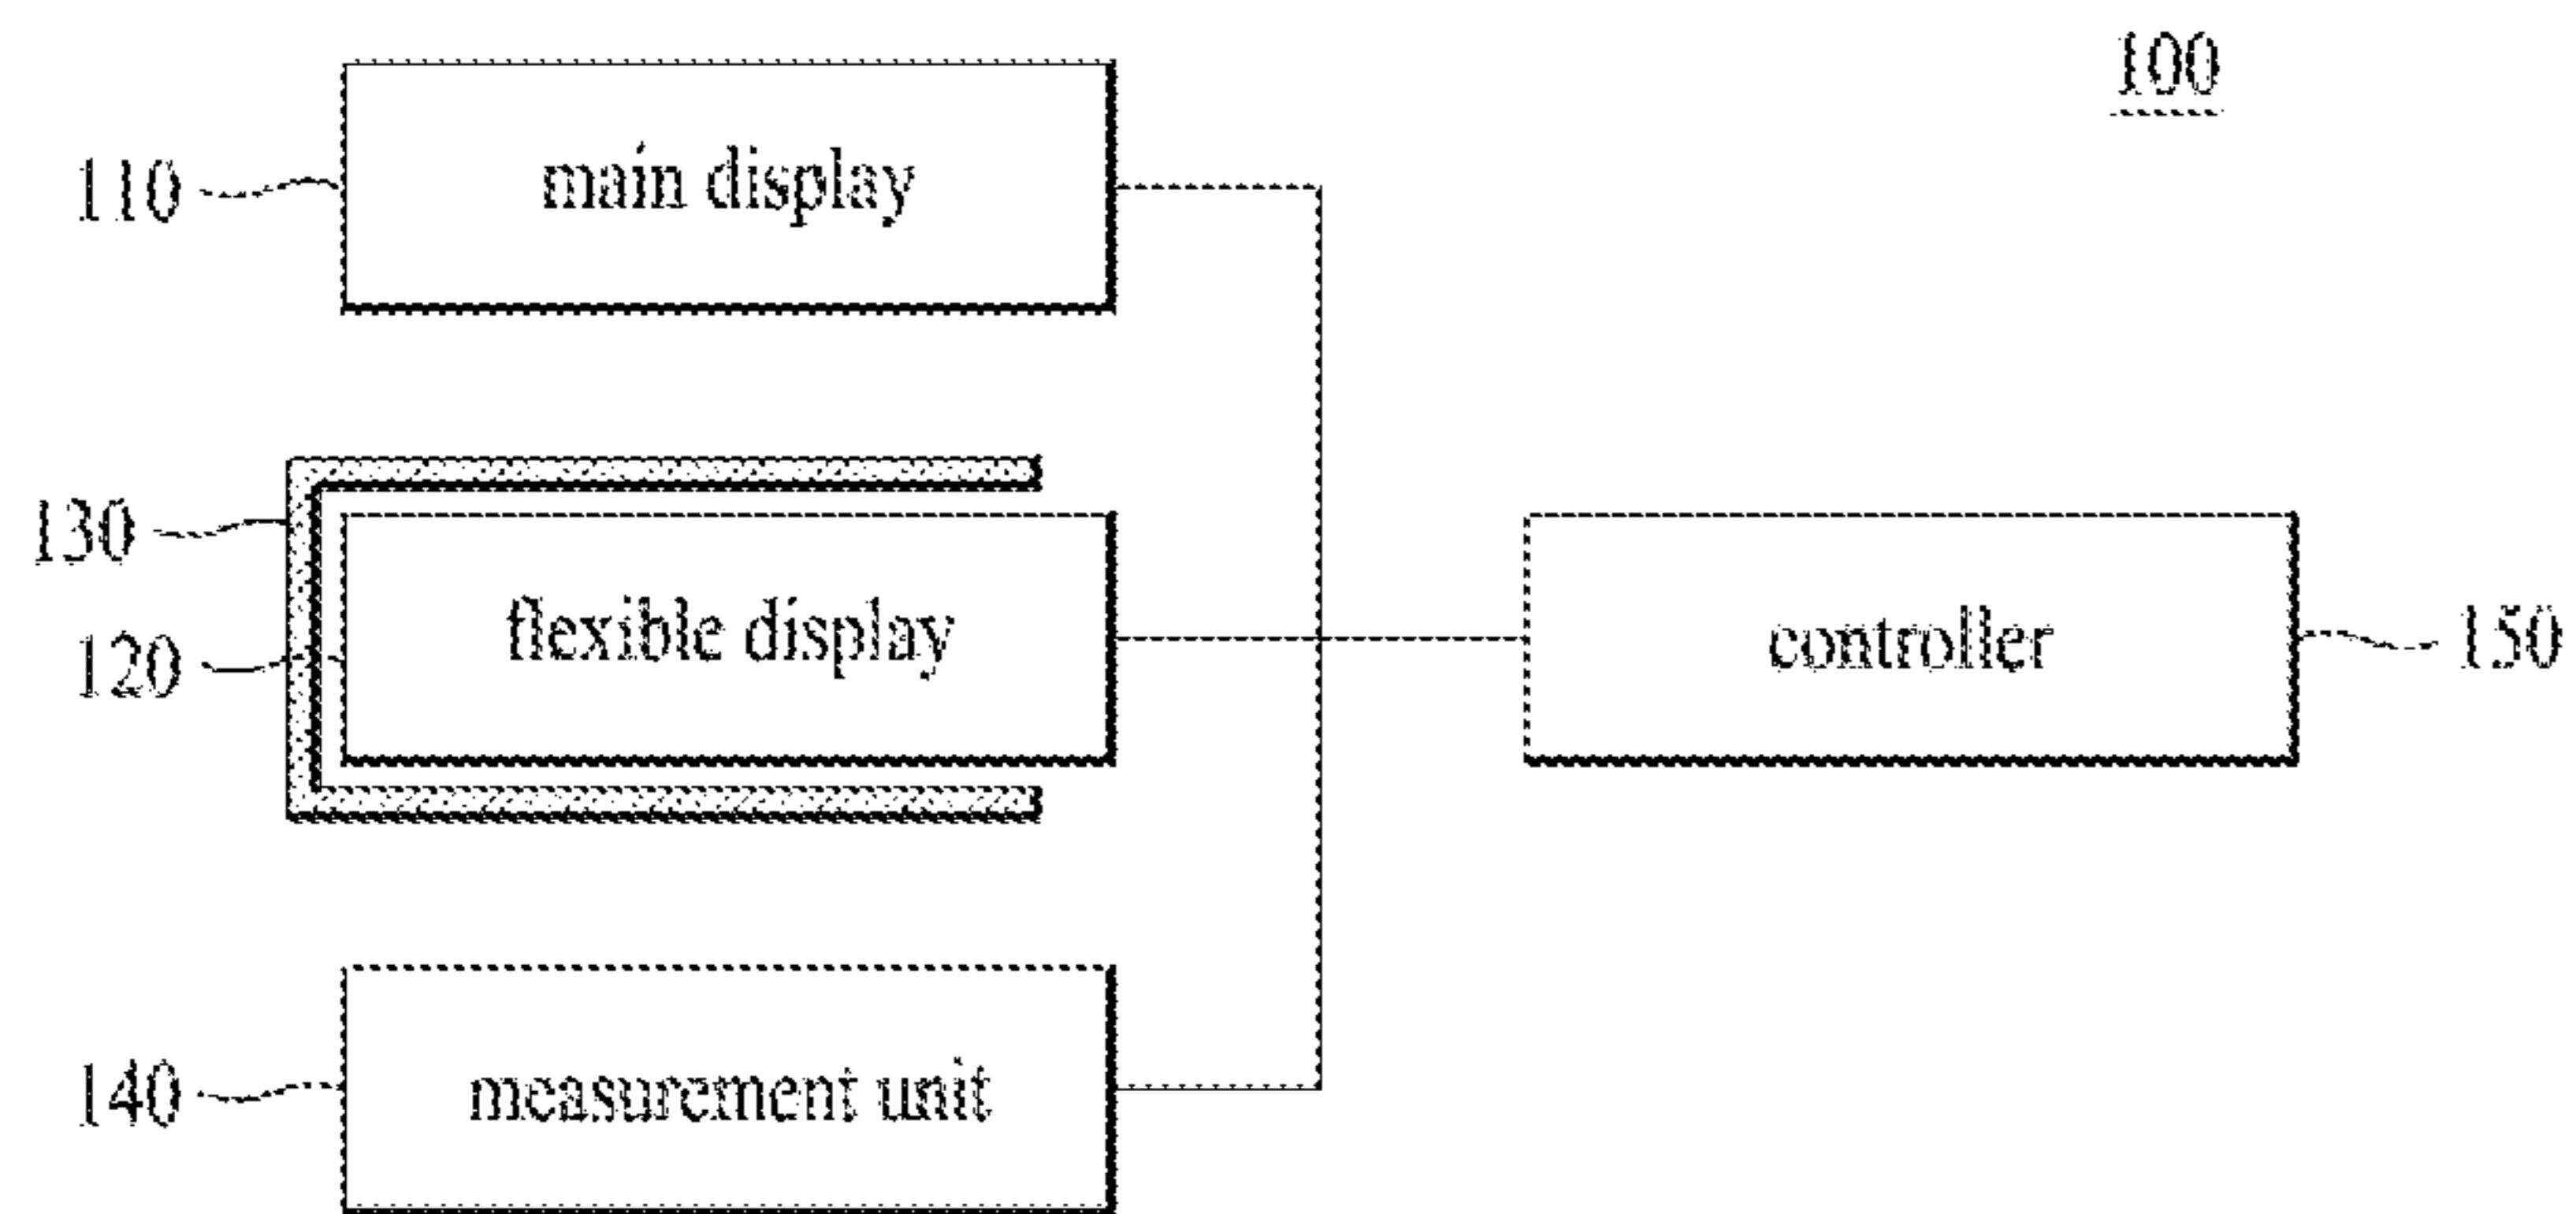 100
110 main display
130
120 flexible display
controller 150
140 measurement unit